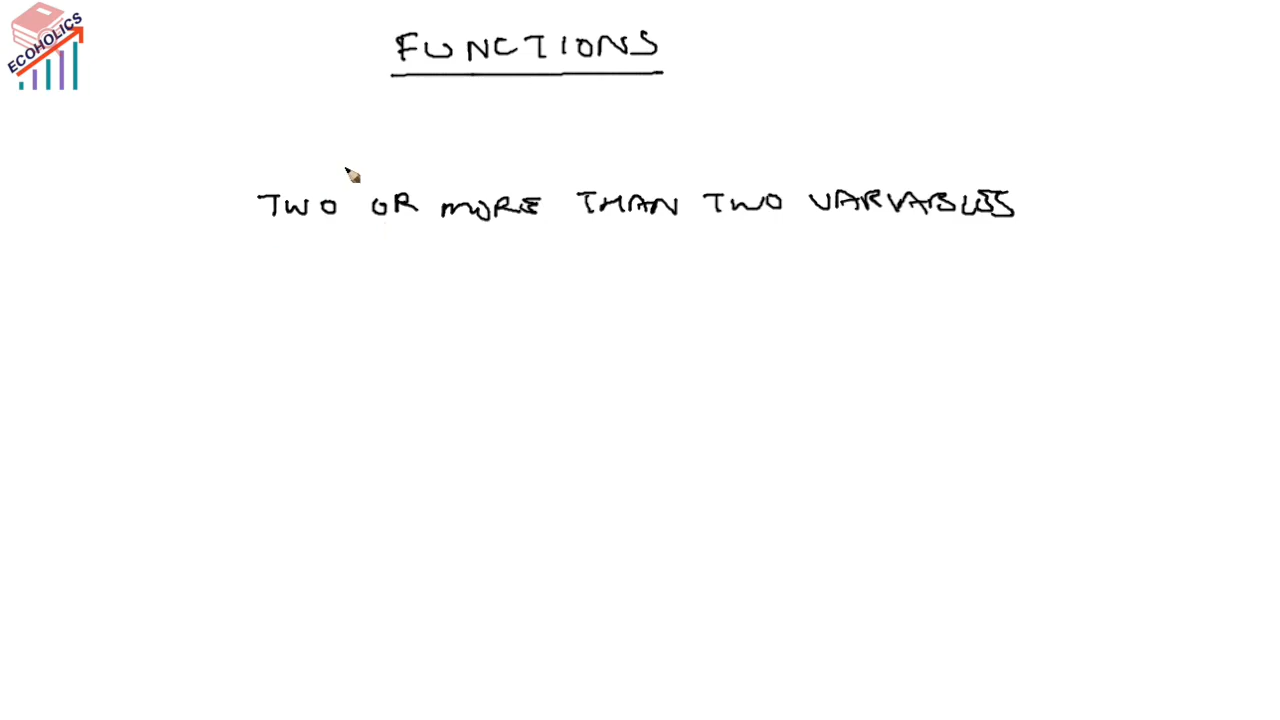 ECOHOLICS
FUNCTIONS
TWO OR MORE THAN TWO VARVABLES